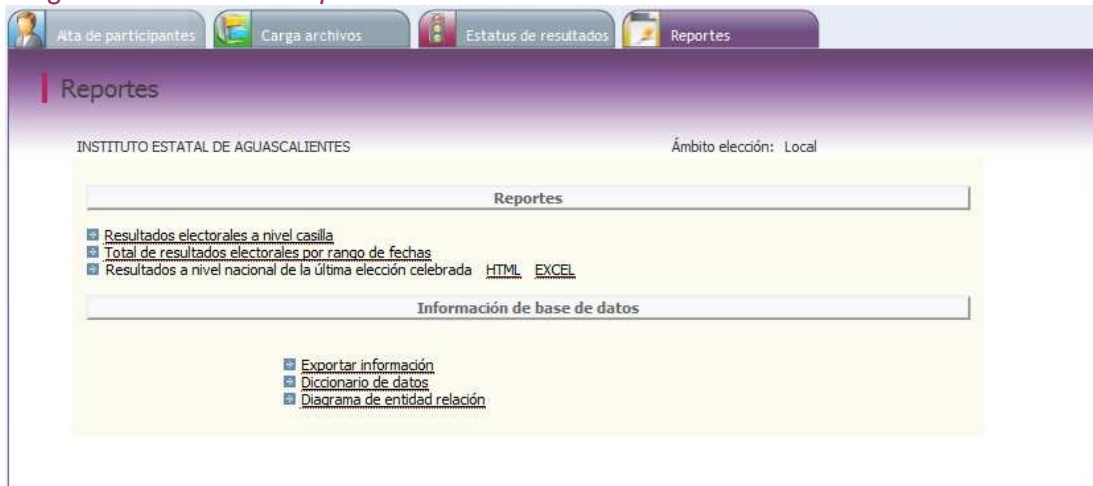 Alta de participantes Carga archivos Estatus de resultados Reportes
Reportes
INSTITUTO ESTATAL DE AGUASCALIENTES Ámbito elección: Local
Reportes
Resultados electorales a nivel casilla
Total de resultados electorales por rango de fechas
Resultados a nivel nacional de la última elección celebrada HTML EXCEL
Información de base de datos
Exportar información
Diccionario de datos
Diagrama de entidad relación